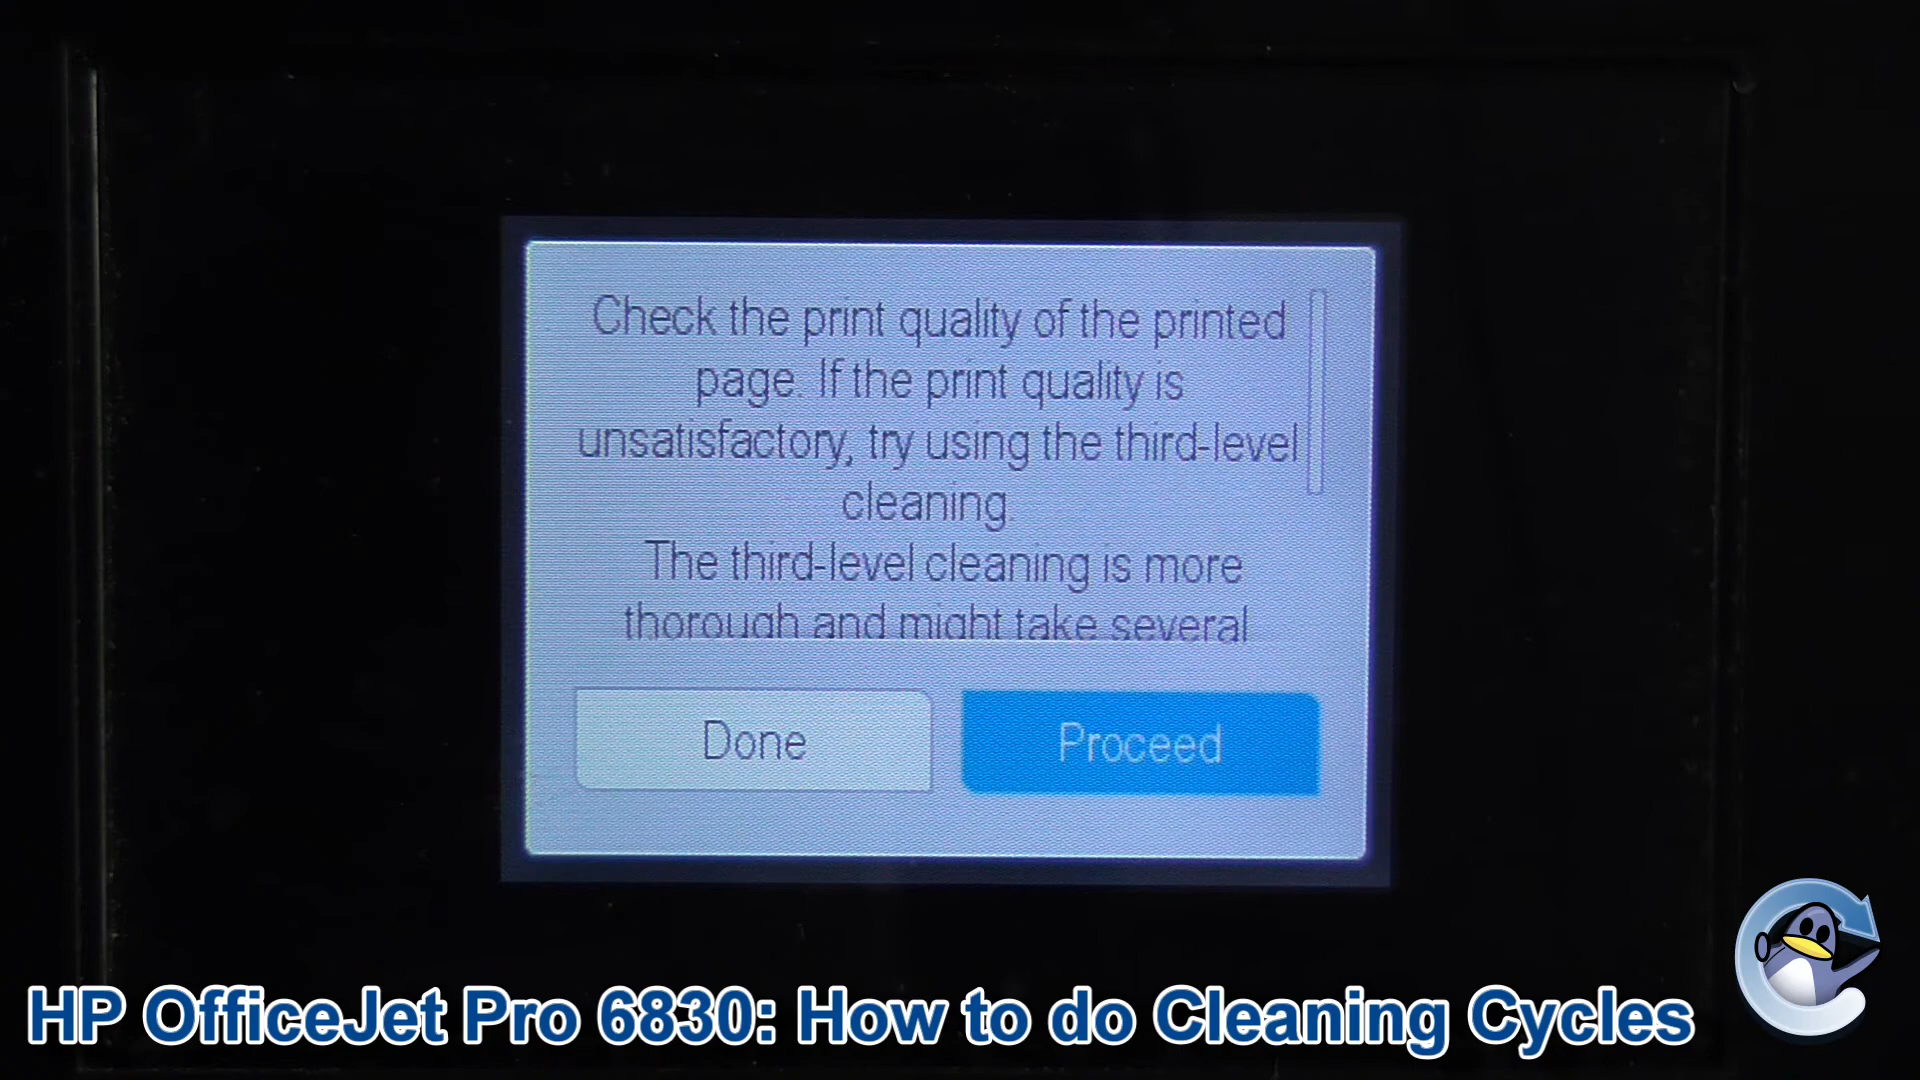 Check the print quality of the printed
page. If the print quality is
unsatisfactory, try using the third-level
cleaning.
The third-level cleaning is more
thorough and might take several
Done
Proceed
HP OfficeJet Pro 6830: How to do Cleaning Cycles